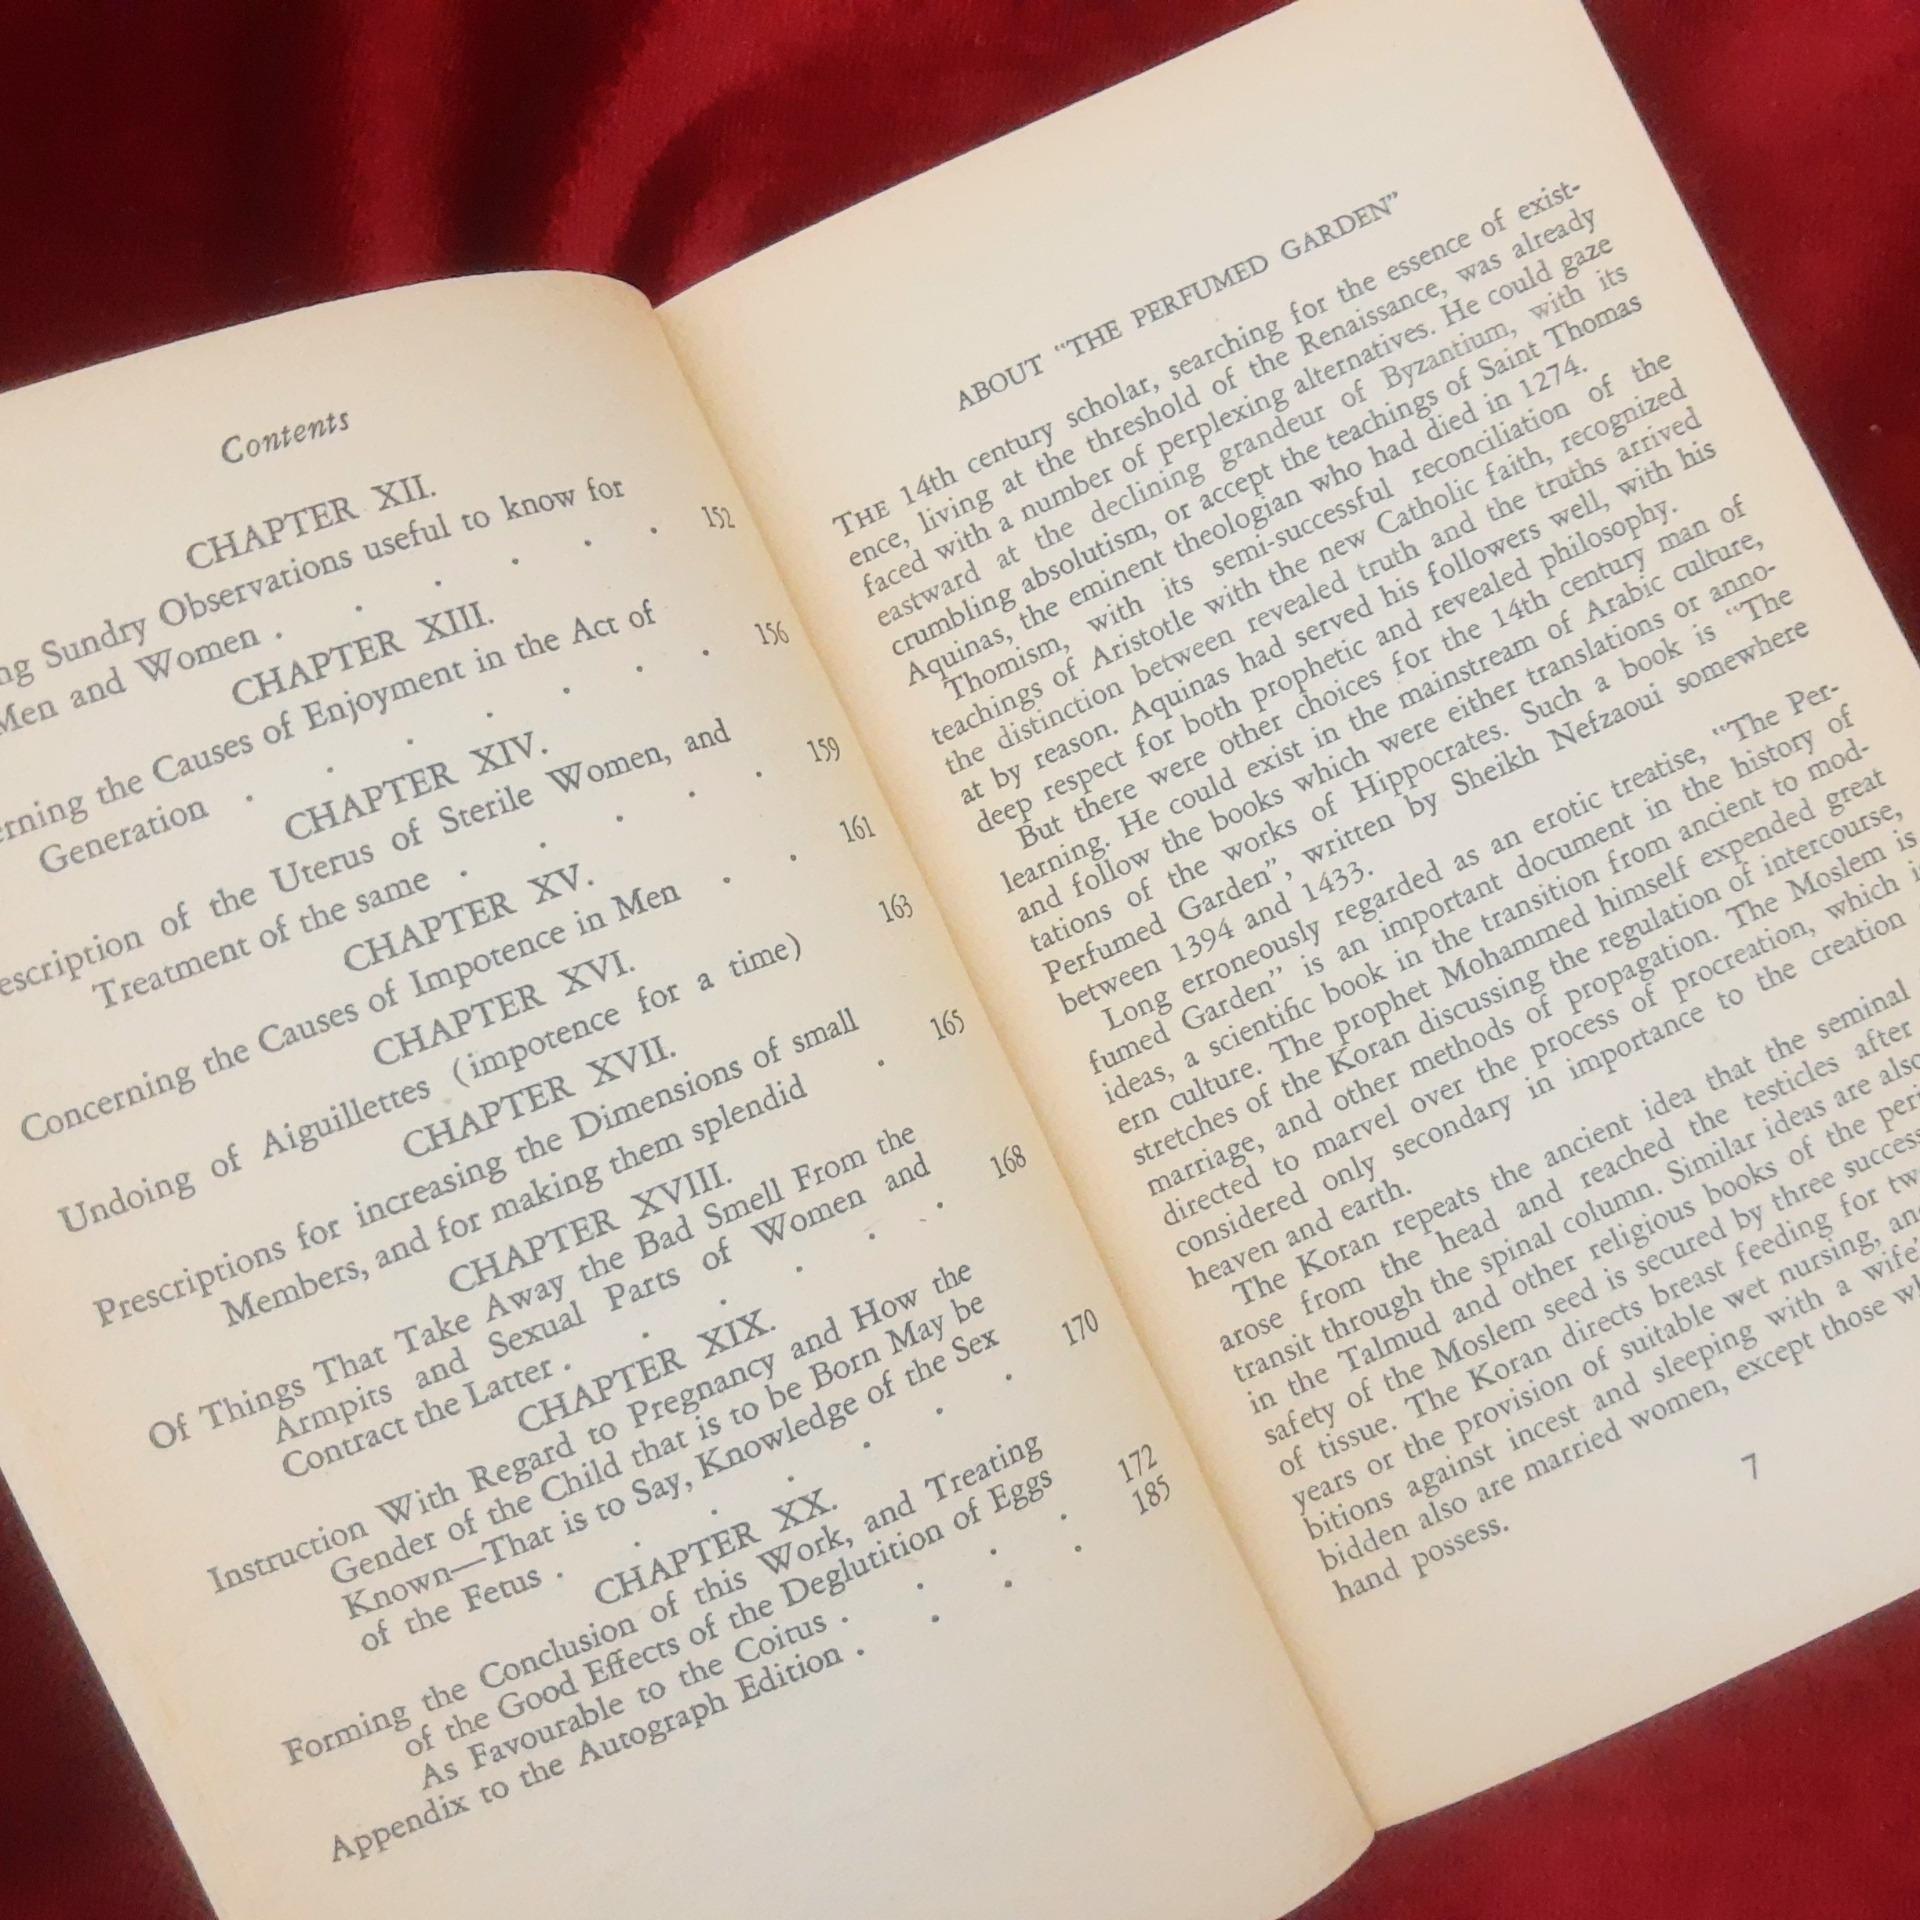 Contents
CHAPTER XII.
Sundry Observations useful to know for
Men and Women . . . . . . . 152
CHAPTER XIII.
the Causes of Enjoyment in the Act of
Generation . . . . . . . 156
CHAPTER XIV.
of the Uterus of Sterile Women, and
Treatment of the same . . . . . 159
CHAPTER XV.
Concerning the Causes of Impotence in Men . . 161
CHAPTER XVI.
Undoing of Aiguillettes (impotence for a time) 163
CHAPTER XVII.
Prescriptions for increasing the Dimensions of small
Members, and for making them splendid . 165
CHAPTER XVIII.
Of Things That Take Away the Bad Smell From the
Armpits and Sexual Parts of Women and
Contract the Latter . . . . . . 168
CHAPTER XIX.
Instruction With Regard to Pregnancy and How the
Gender of the Child that is to be Born May be
Known—That is to Say, Knowledge of the Sex
of the Fetus . . . . . . . 170
CHAPTER XX.
Forming the Conclusion of this Work, and Treating
of the Good Effects of the Deglutition of Eggs
As Favourable to the Coitus . . . . 172
Appendix to the Autograph Edition . . . . 185
ABOUT "THE PERFUMED GARDEN"
THE 14th century scholar, searching for the essence of exist-
ence, living at the threshold of the Renaissance, was already
faced with a number of perplexing alternatives. He could gaze
eastward at the declining grandeur of Byzantium, with its
crumbling absolutism, or accept the teachings of Saint Thomas
Aquinas, the eminent theologian who had died in 1274.
Thomism, with its semi-successful reconciliation of the
teachings of Aristotle with the new Catholic faith, recognized
the distinction between revealed truth and the truths arrived
at by reason. Aquinas had served his followers well, with his
deep respect for both prophetic and revealed philosophy.
But there were other choices for the 14th century man of
learning. He could exist in the mainstream of Arabic culture,
and follow the books which were either translations or anno-
tations of the works of Hippocrates. Such a book is "The
Perfumed Garden", written by Sheikh Nefzaoui somewhere
between 1394 and 1433.
Long erroneously regarded as an erotic treatise, "The Per-
fumed Garden" is an important document in the history of
ideas, a scientific book in the transition from ancient to mod-
ern culture. The prophet Mohammed himself expended great
stretches of the Koran discussing the regulation of intercourse,
marriage, and other methods of propagation. The Moslem is
directed to marvel over the process of procreation, which
considered only secondary in importance to the creation
heaven and earth.
The Koran repeats the ancient idea that the seminal
arose from the head and reached the testicles after
transit through the spinal column. Similar ideas are also
in the Talmud and other religious books of the
safety of the Moslem seed is secured by three
of tissue. The Koran directs breast feeding for
years or the provision of suitable wet nursing,
bitions against incest and sleeping with a
bidden also are married women, except those
hand possess.
7